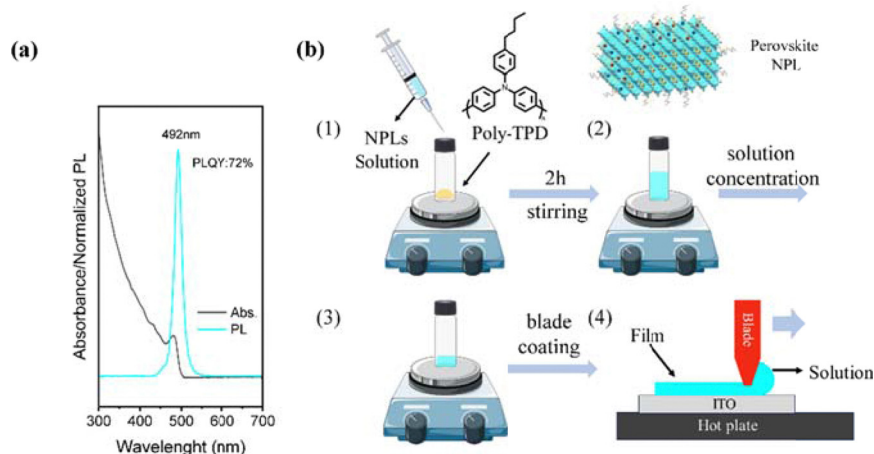 (a)
492nm
PLQY:72%
Absorbance/Normalized PL
Abs.
PL
300 400 500 600 700
Wavelenght (nm)
(b)
Perovskite
NPL
(1)
NPLs
Solution
Poly-TPD
N
n
2h
stirring
(2)
solution
concentration
(3)
blade
coating
(4)
Blade
Film
Solution
ITO
Hot plate